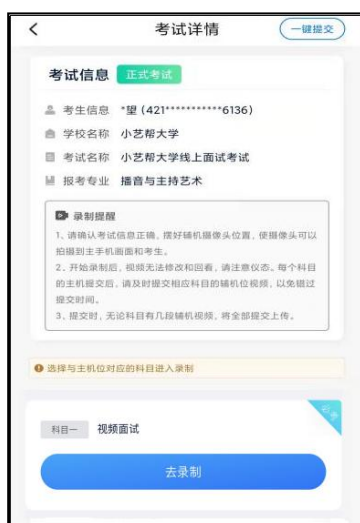 考试详情
一键提交
考试信息 正式考试
考生信息 *望 (421***********6136)
学校名称 小艺帮大学
考试名称 小艺帮大学线上面试考试
报考专业 播音与主持艺术
录制提醒
1、请确认考试信息正确，摆好辅机摄像头位置，使摄像头可以
拍摄到主手机画面和考生。
2、开始录制后，视频无法修改和回看，请注意仪态。每个科目
的主机提交后，请及时提交相应科目的辅机位视频，以免错过
提交时间。
3、提交时，无论科目有几段辅机视频，将全部提交上传。
选择与主机位对应的科目进入录制
必考
科目一 视频面试
去录制